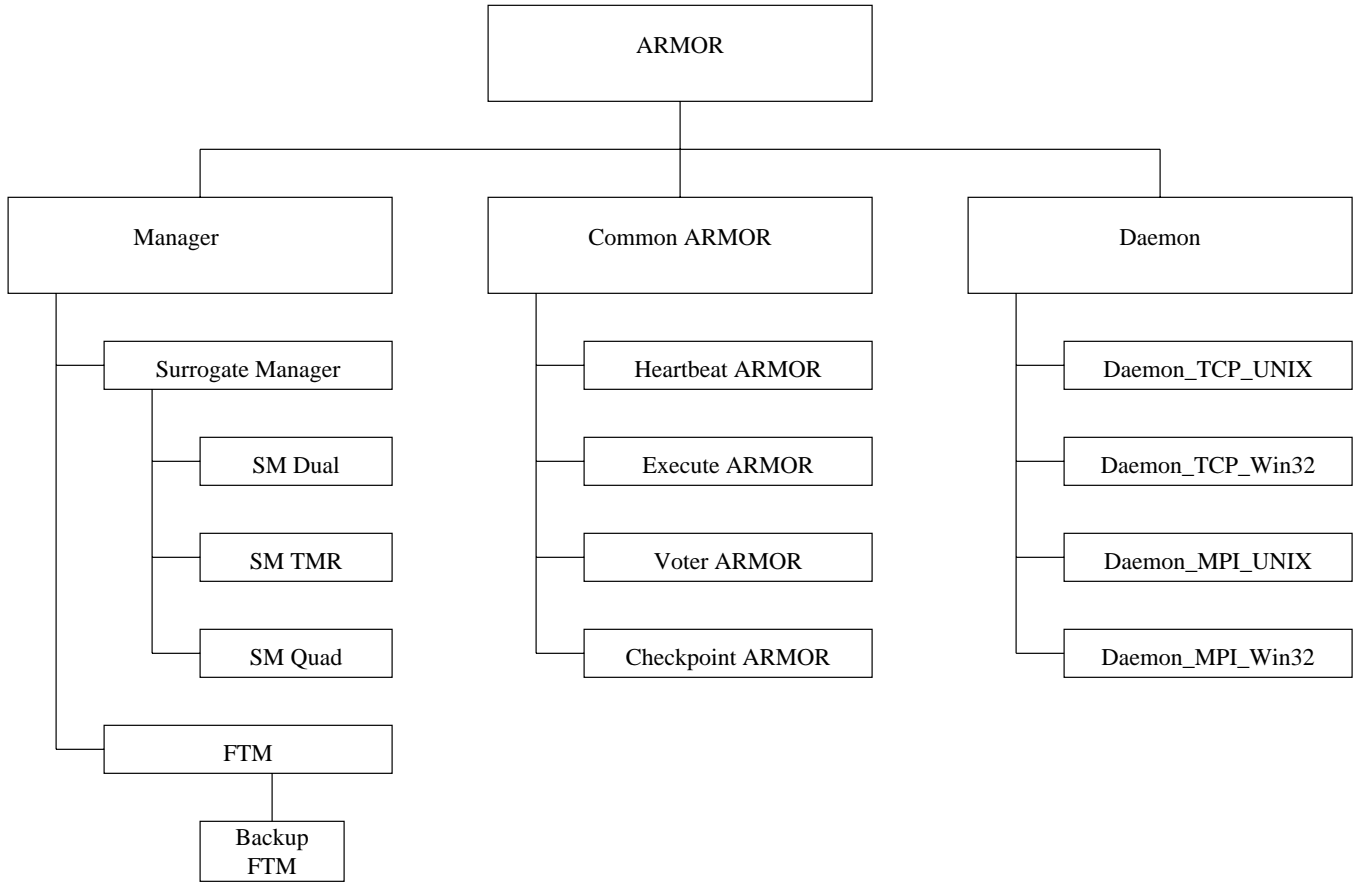 ARMOR
Manager
Common ARMOR
Daemon
Surrogate Manager
Heartbeat ARMOR
Daemon_TCP_UNIX
SM Dual
Execute ARMOR
Daemon_TCP_Win32
SM TMR
Voter ARMOR
Daemon_MPI_UNIX
SM Quad
Checkpoint ARMOR
Daemon_MPI_Win32
FTM
Backup
FTM